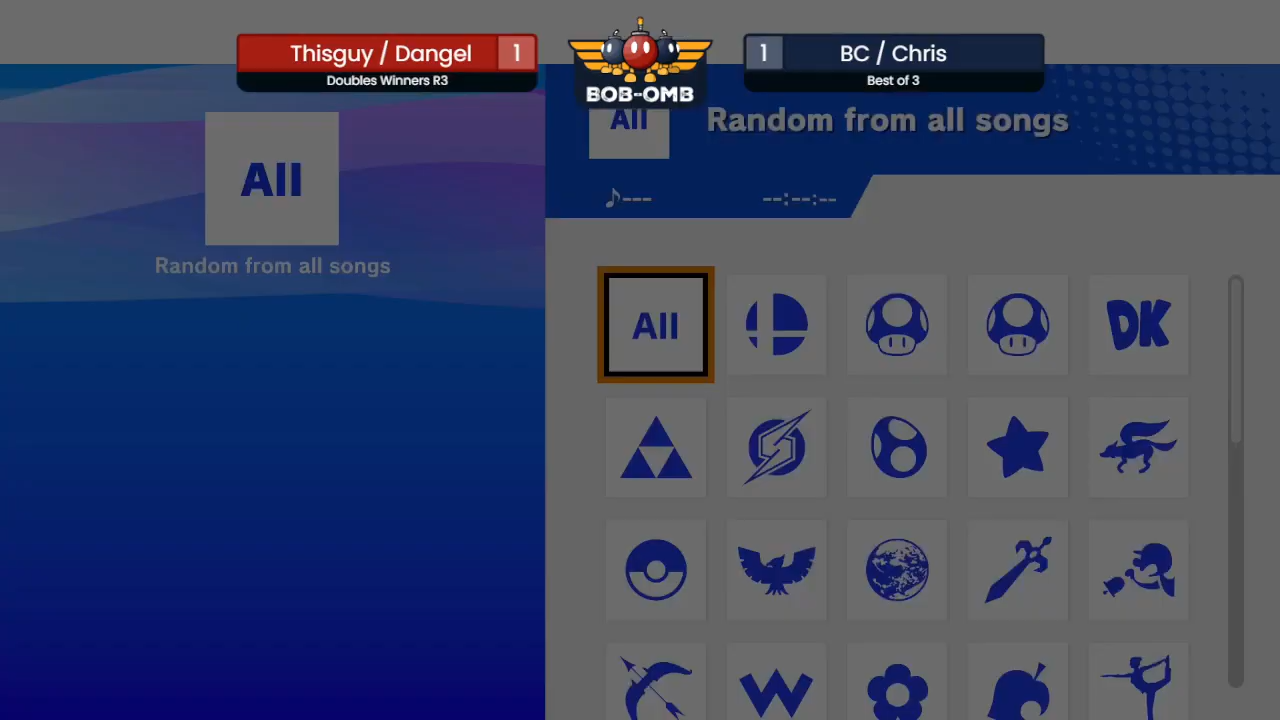 Thisguy / Dangel 1
Doubles Winners R3
BOB-OMB
1 BC / Chris
Best of 3
All
Random from all songs
All
Random from all songs
♪---
--:--:--
All
DK